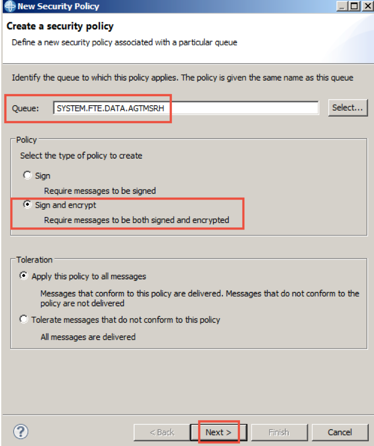 New Security Policy
Create a security policy
Define a new security policy associated with a particular queue
Identify the queue to which this policy applies. The policy is given the same name as this queue
Queue: SYSTEM.FTE.DATA.AGTMSRH Select...
Policy
Select the type of policy to create
Sign
Require messages to be signed
Sign and encrypt
Require messages to be both signed and encrypted
Toleration
Apply this policy to all messages
Messages that conform to this policy are delivered. Messages that do not conform to the
policy are not delivered
Tolerate messages that do not conform to this policy
All messages are delivered
? < Back Next > Finish Cancel